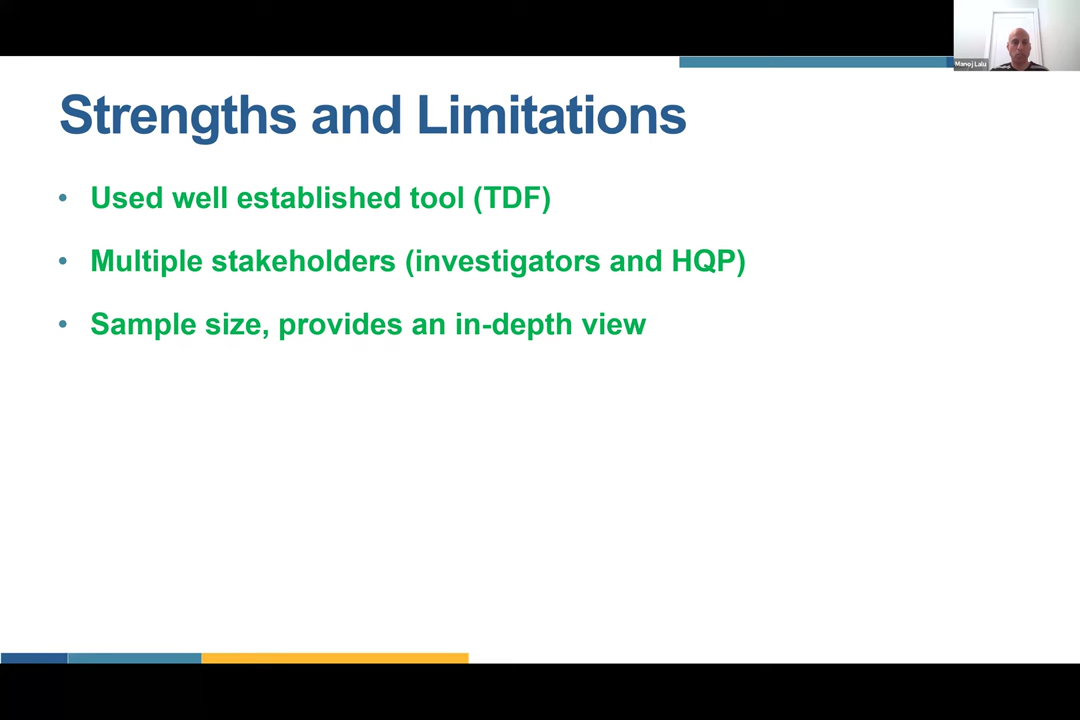 Manoj Lalu
Strengths and Limitations
• Used well established tool (TDF)
• Multiple stakeholders (investigators and HQP)
• Sample size, provides an in-depth view